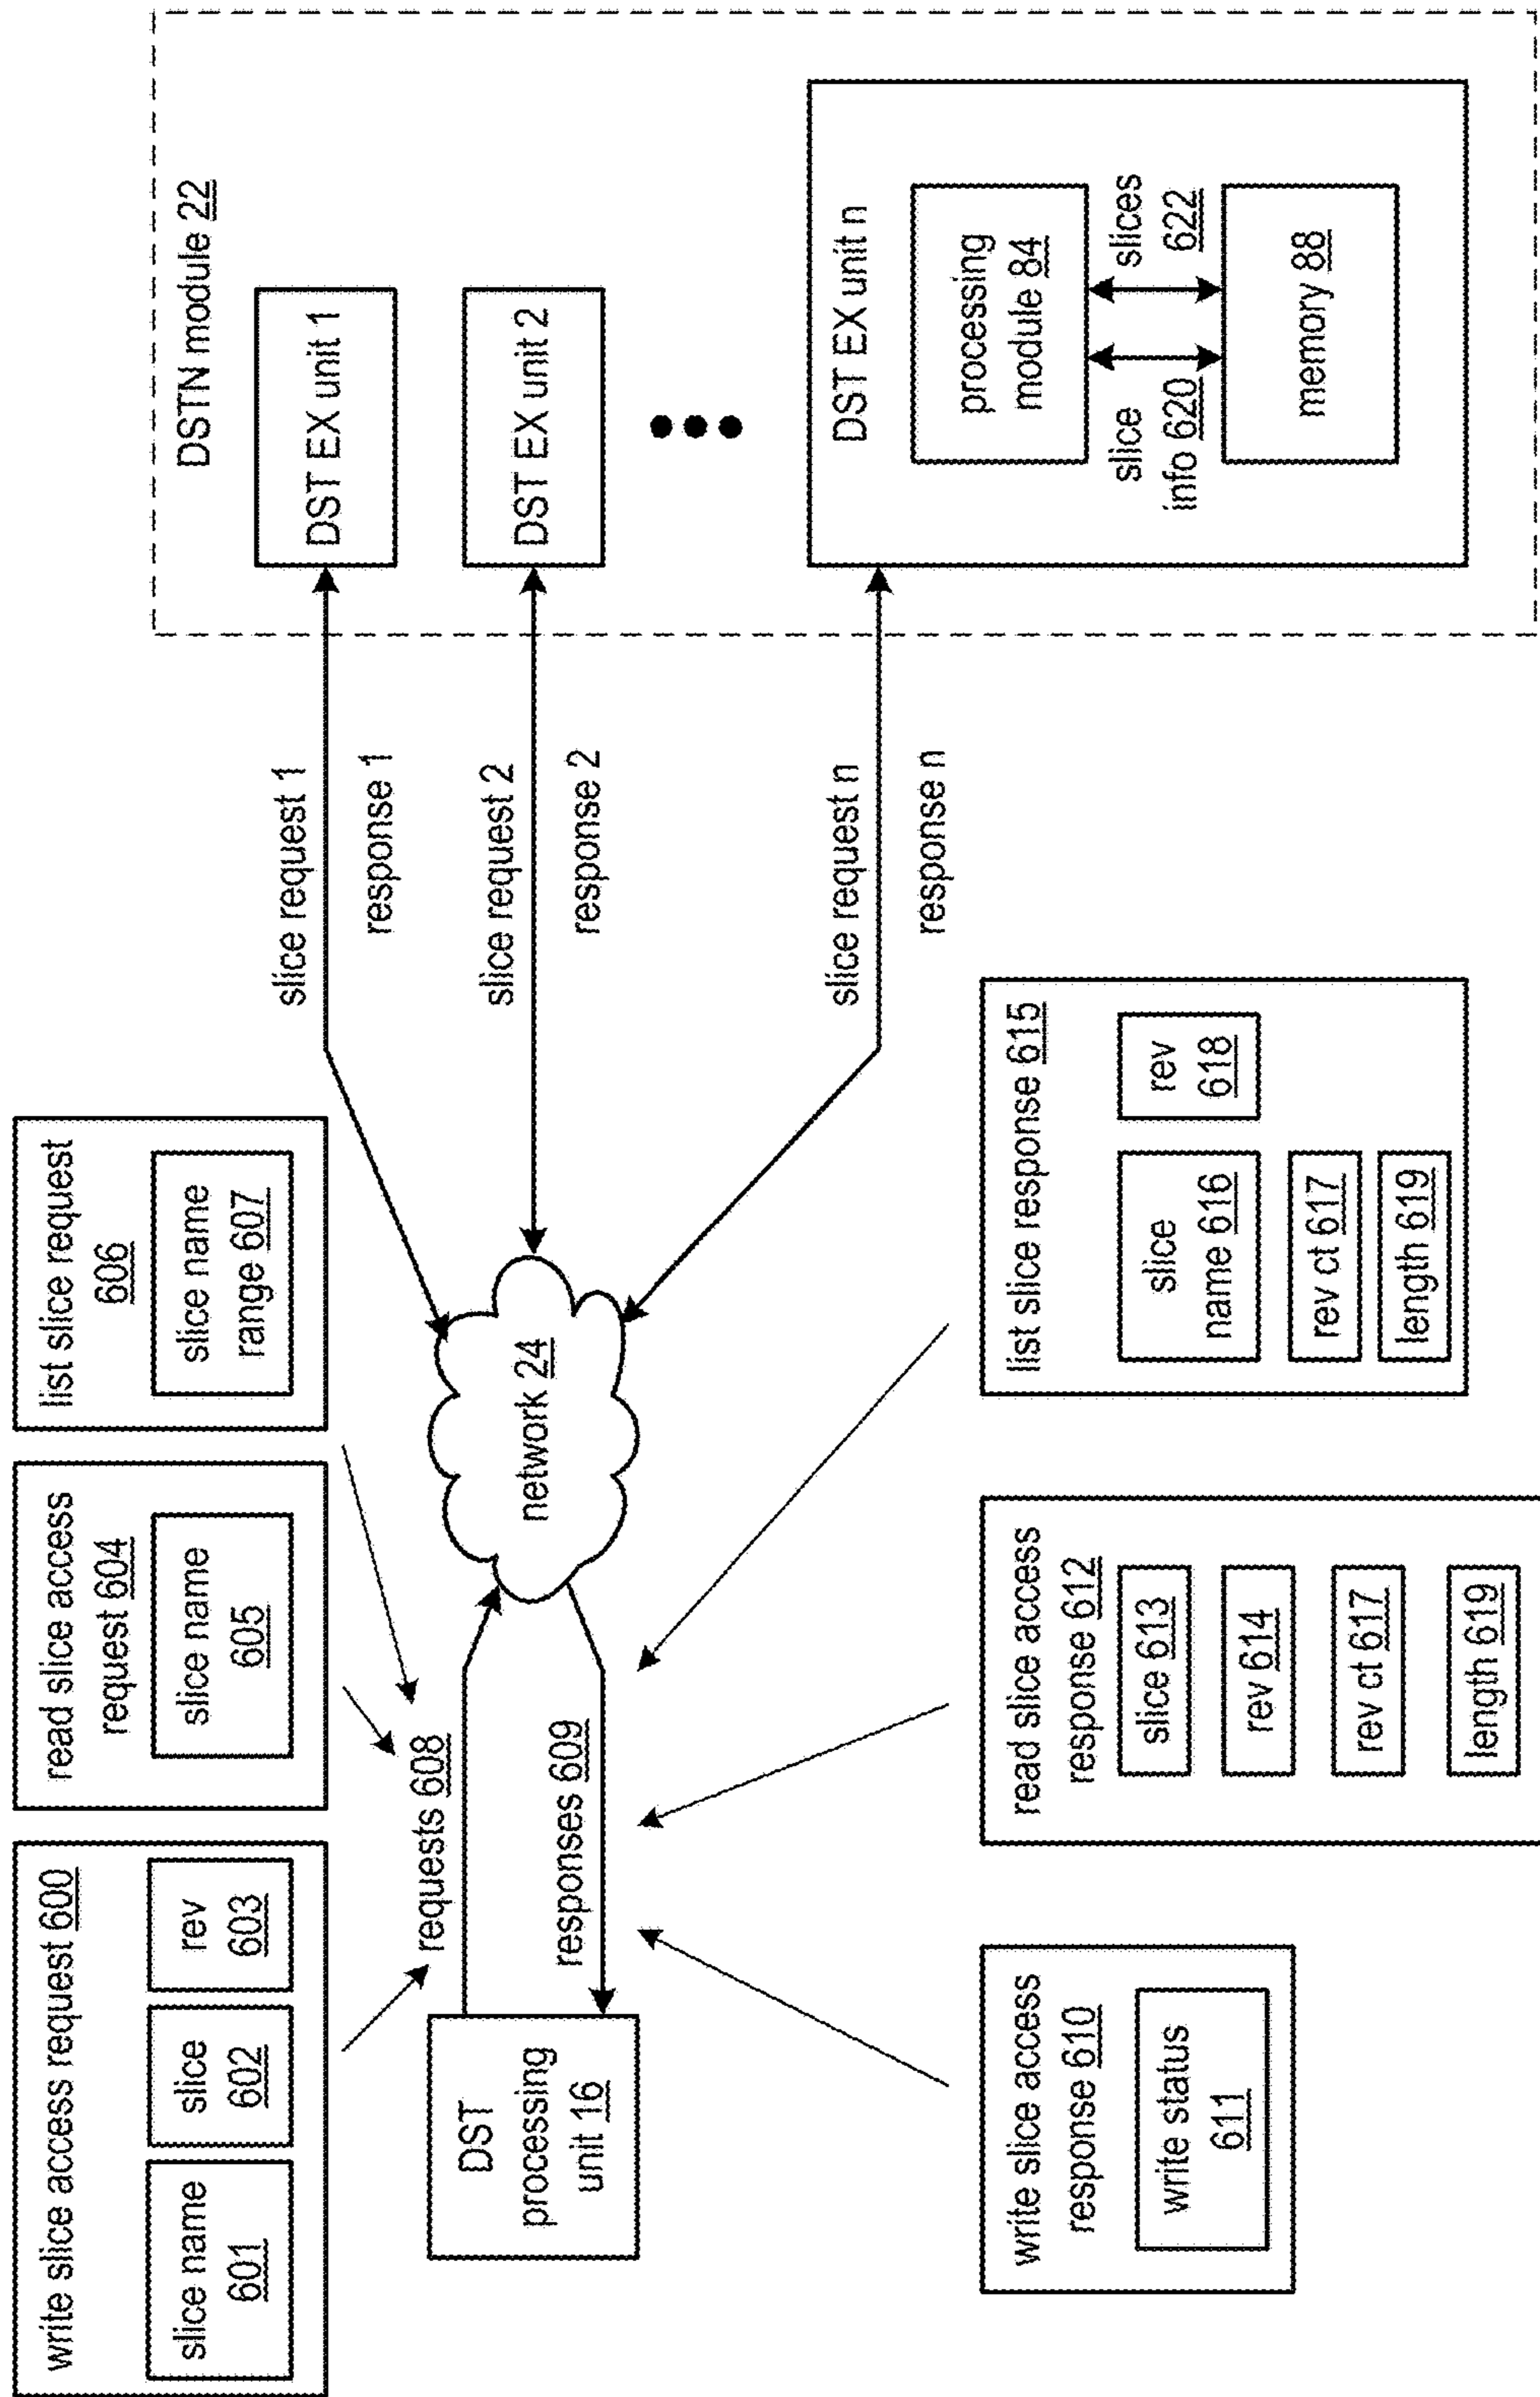 write slice access request 600
slice name
601
slice
602
rev
603
read slice access
request 604
slice name
605
list slice request
606
slice name
range 607
requests 608
responses 609
DST
processing
unit 16
network 24
write slice access
response 610
write status
611
read slice access
response 612
slice 613
rev 614
rev ct 617
length 619
list slice response 615
slice
name 616
rev
618
rev ct 617
length 619
slice request 1
response 1
slice request 2
response 2
slice request n
response n
DSTN module 22
DST EX unit 1
DST EX unit 2
DST EX unit n
processing
module 84
slice
info 620
slices
622
memory 88